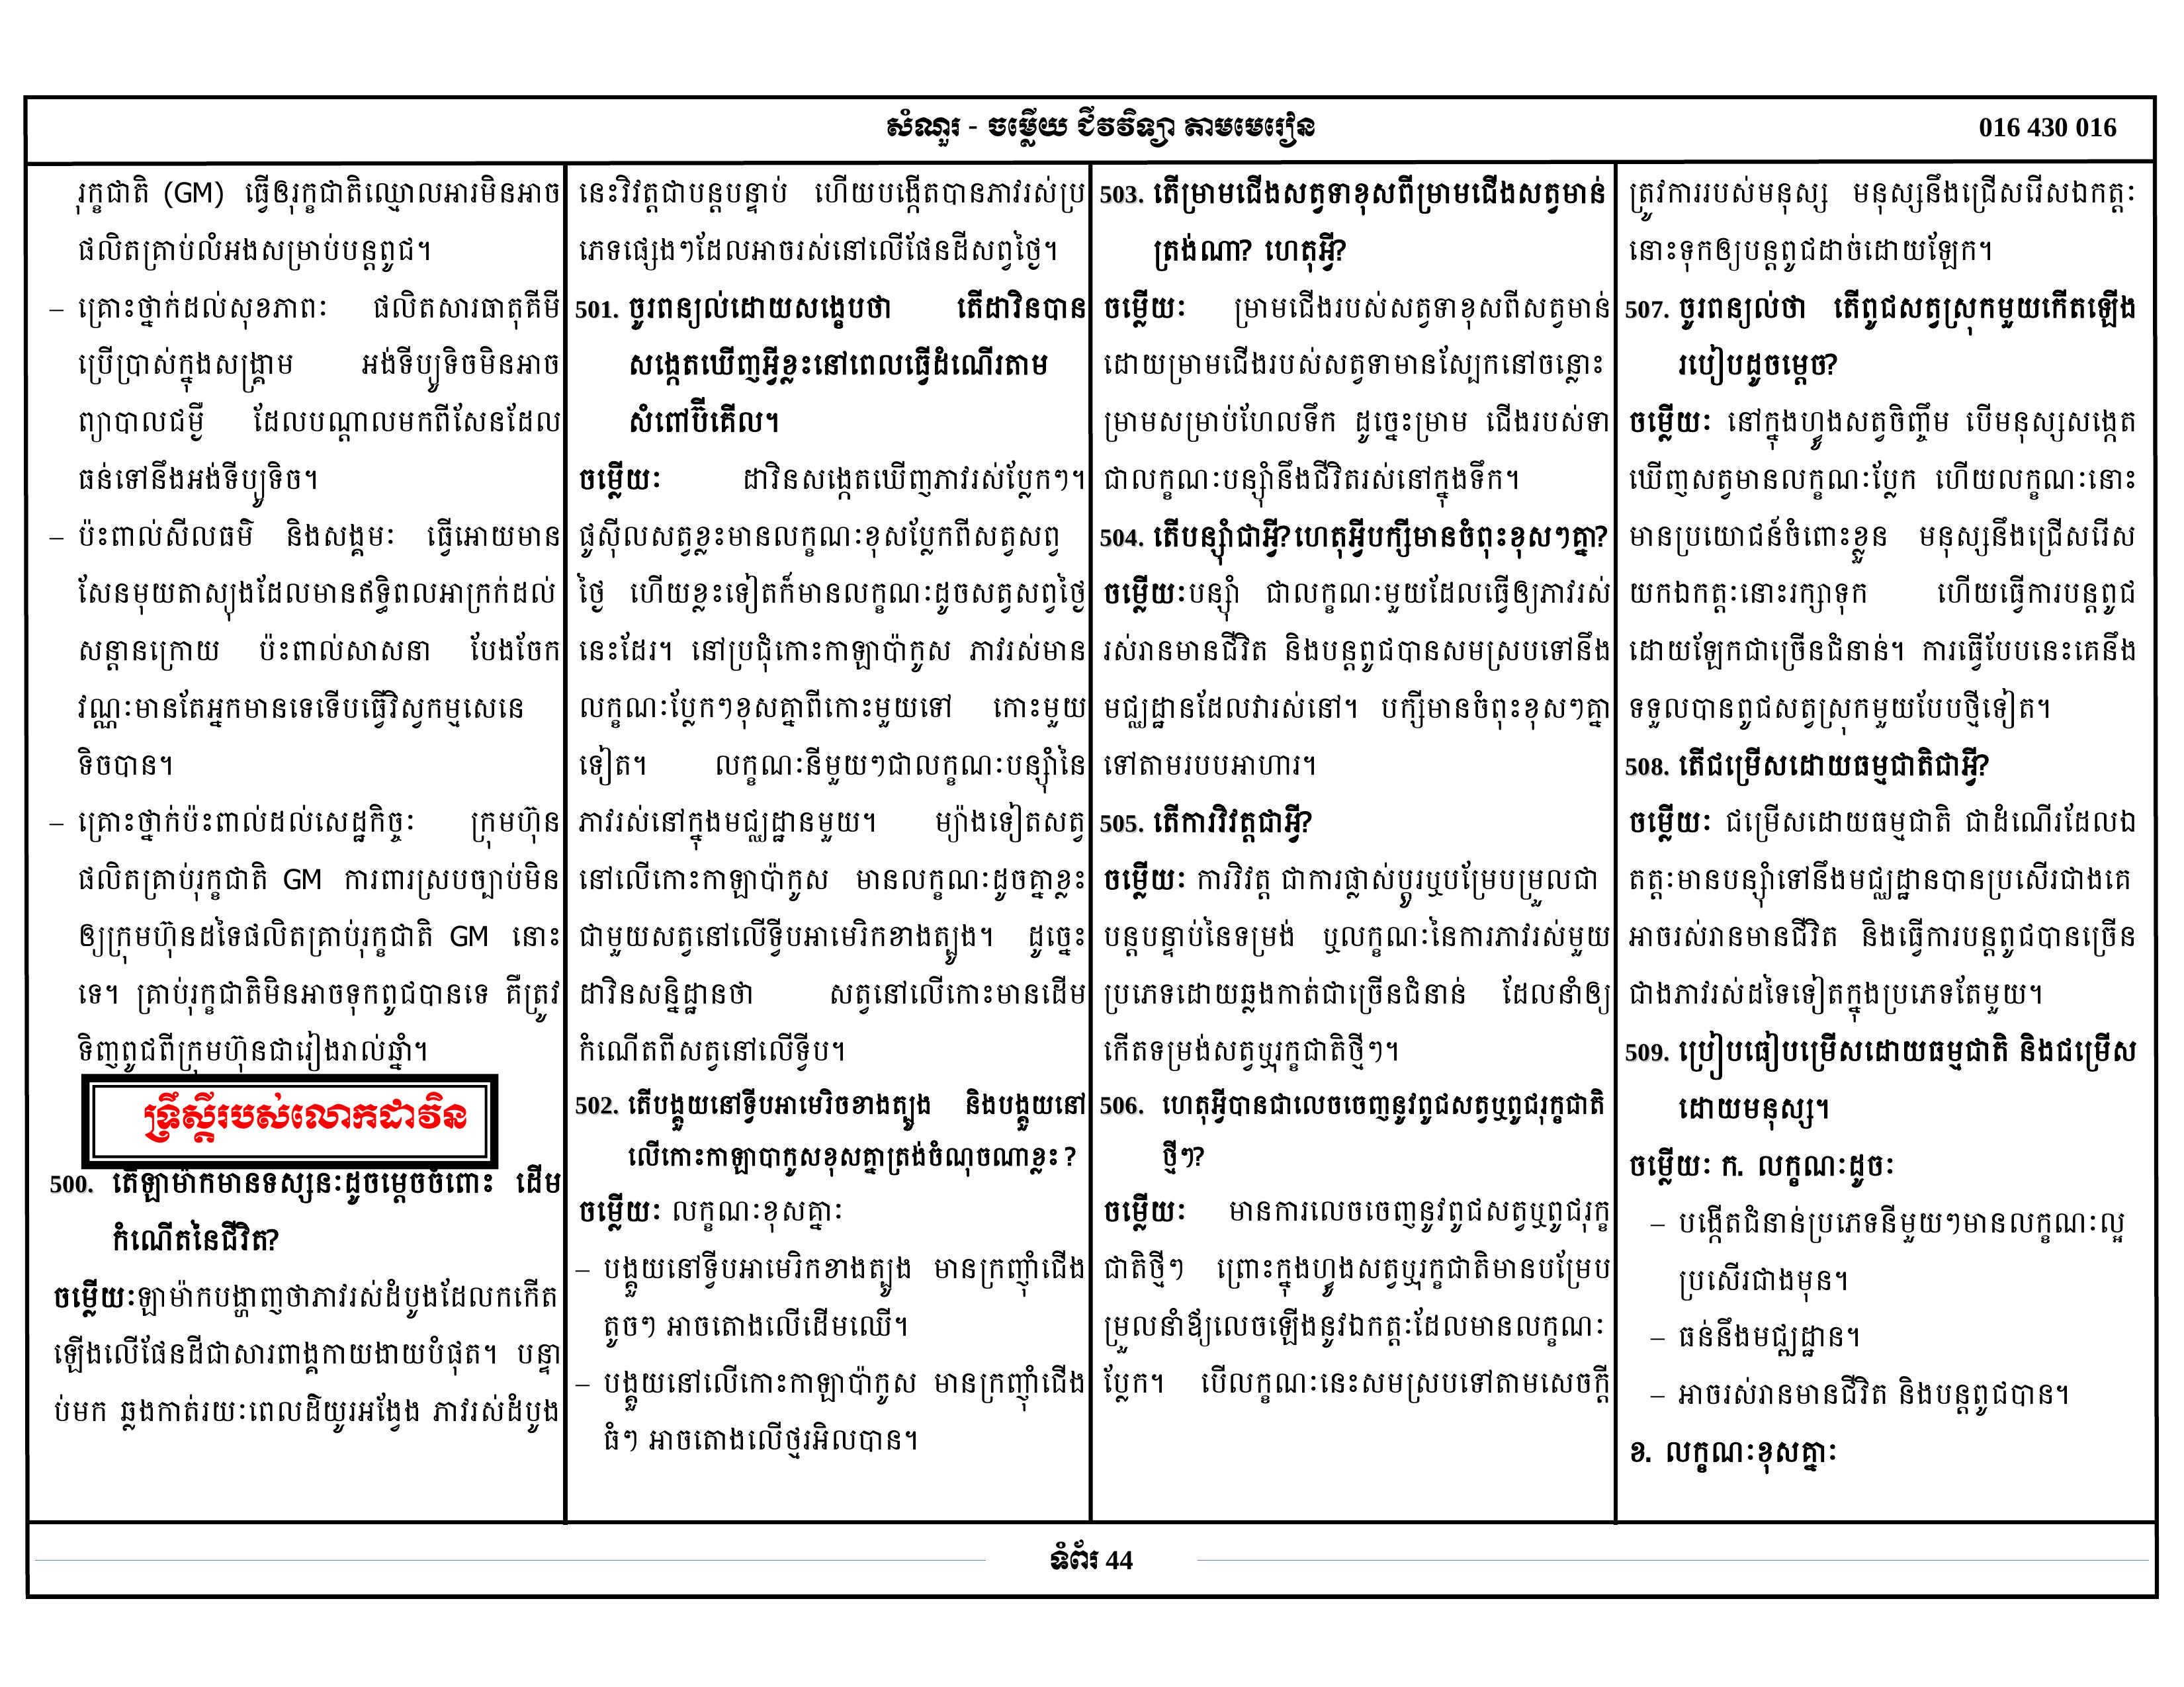 សំណួរ - ចម្លើយ ជីវវិទ្យា តាមមេរៀន
016 430 016
រុក្ខជាតិ (GM) ធ្វើឲរុក្ខជាតិឈ្មោលអារមិនអាច
ផលិតគ្រាប់លំអងសម្រាប់បន្តពូជ។
– គ្រោះថ្នាក់ដល់សុខភាពៈ ផលិតសារធាតុគីមី
ប្រើប្រាស់ក្នុងសង្គ្រាម អង់ទីប្យូទិចមិនអាច
ព្យាបាលជម្ងឺ ដែលបណ្តាលមកពីសែនដែល
ធន់ទៅនឹងអង់ទីប្យូទិច។
– ប៉ះពាល់សីលធម៌ និងសង្គមៈ ធ្វើអោយមាន
សែនមុយតាស្យុងដែលមានឥទ្ធិពលអាក្រក់ដល់
សន្តានក្រោយ ប៉ះពាល់សាសនា បែងចែក
វណ្ណៈមានតែអ្នកមានទេទើបធ្វើវិស្វកម្មសេនេ
ទិចបាន។
– គ្រោះថ្នាក់ប៉ះពាល់ដល់សេដ្ឋកិច្ចៈ ក្រុមហ៊ុន
ផលិតគ្រាប់រុក្ខជាតិ GM ការពារស្របច្បាប់មិន
ឲ្យក្រុមហ៊ុនដទៃផលិតគ្រាប់រុក្ខជាតិ GM នោះ
ទេ។ គ្រាប់រុក្ខជាតិមិនអាចទុកពូជបានទេ គឺត្រូវ
ទិញពូជពីក្រុមហ៊ុនជារៀងរាល់ឆ្នាំ។
ទ្រឹស្តីរបស់លោកដាវិន
500. តើឡាម៉ាកមានទស្សនៈដូចម្តេចចំពោះ ដើម
កំណើតនៃជីវិត?
ចម្លើយៈឡាម៉ាកបង្ហាញថាភាវរស់ដំបូងដែលកកើត
ឡើងលើផែនដីជាសារពាង្គកាយងាយបំផុត។ បន្ទា
ប់មក ឆ្លងកាត់រយៈពេលដ៏យូរអង្វែង ភាវរស់ដំបូង
នេះវិវត្តជាបន្តបន្ទាប់ ហើយបង្កើតបានភាវរស់ប្រ
ភេទផ្សេងៗដែលអាចរស់នៅលើផែនដីសព្វថ្ងៃ។
501. ចូរពន្យល់ដោយសង្ខេបថា តើដាវិនបាន
សង្កេតឃើញអ្វីខ្លះនៅពេលធ្វើដំណើរតាម
សំពៅប៊ីគើល។
ចម្លើយៈ ដាវិនសង្កេតឃើញភាវរស់ប្លែកៗ។
ផូស៊ីលសត្វខ្លះមានលក្ខណៈខុសប្លែកពីសត្វសព្វ
ថ្ងៃ ហើយខ្លះទៀតក៏មានលក្ខណៈដូចសត្វសព្វថ្ងៃ
នេះដែរ។ នៅប្រជុំកោះកាឡាប៉ាកូស ភាវរស់មាន
លក្ខណៈប្លែកៗខុសគ្នាពីកោះមួយទៅ កោះមួយ
ទៀត។ លក្ខណៈនីមួយៗជាលក្ខណៈបន្ស៊ាំនៃ
ភាវរស់នៅក្នុងមជ្ឈដ្ឋានមួយ។ ម្យ៉ាងទៀតសត្វ
នៅលើកោះកាឡាប៉ាកូស មានលក្ខណៈដូចគ្នាខ្លះ
ជាមួយសត្វនៅលើទ្វីបអាមេរិកខាងត្បូង។ ដូច្នេះ
ដាវិនសន្និដ្ឋានថា សត្វនៅលើកោះមានដើម
កំណើតពីសត្វនៅលើទ្វីប។
502. តើបង្គួយនៅទ្វីបអាមេរិចខាងត្បូង និងបង្គួយនៅ
លើកោះកាឡាបាកូសខុសគ្នាត្រង់ចំណុចណាខ្លះ ?
ចម្លើយៈ លក្ខណៈខុសគ្នាៈ
– បង្គួយនៅទ្វីបអាមេរិកខាងត្បូង មានក្រញ៉ាំជើង
តូចៗ អាចតោងលើដើមឈើ។
– បង្គួយនៅលើកោះកាឡាប៉ាកូស មានក្រញ៉ាំជើង
ធំៗ អាចតោងលើថ្មរអិលបាន។
503. តើម្រាមជើងសត្វទាខុសពីម្រាមជើងសត្វមាន់
ត្រង់ណា? ហេតុអ្វី?
ចម្លើយៈ ម្រាមជើងរបស់សត្វទាខុសពីសត្វមាន់
ដោយម្រាមជើងរបស់សត្វទាមានស្បែកនៅចន្លោះ
ម្រាមសម្រាប់ហែលទឹក ដូច្នេះម្រាម ជើងរបស់ទា
ជាលក្ខណៈបន្ស៊ាំនឹងជីវិតរស់នៅក្នុងទឹក។
504. តើបន្ស៊ាំជាអ្វី? ហេតុអ្វីបក្សីមានចំពុះខុសៗគ្នា?
ចម្លើយៈបន្ស៊ាំ ជាលក្ខណៈមួយដែលធ្វើឲ្យភាវរស់
រស់រានមានជីវិត និងបន្តពូជបានសមស្របទៅនឹង
មជ្ឈដ្ឋានដែលវារស់នៅ។ បក្សីមានចំពុះខុសៗគ្នា
ទៅតាមរបបអាហារ។
505. តើការវិវត្តជាអ្វី?
ចម្លើយៈ ការវិវត្ត ជាការផ្លាស់ប្តូរឬបម្រែបម្រួលជា
បន្តបន្ទាប់នៃទម្រង់ ឬលក្ខណៈនៃការភាវរស់មួយ
ប្រភេទដោយឆ្លងកាត់ជាច្រើនជំនាន់ ដែលនាំឲ្យ
កើតទម្រង់សត្វឬរុក្ខជាតិថ្មីៗ។
506. ហេតុអ្វីបានជាលេចចេញនូវពូជសត្វឬពូជរុក្ខជាតិ
ថ្មីៗ?
ចម្លើយៈ មានការលេចចេញនូវពូជសត្វឬពូជរុក្ខ
ជាតិថ្មីៗ ព្រោះក្នុងហ្វូងសត្វឬរុក្ខជាតិមានបម្រែប
ម្រួលនាំឪ្យលេចឡើងនូវឯកត្តៈដែលមានលក្ខណៈ
ប្លែក។ បើលក្ខណៈនេះសមស្របទៅតាមសេចក្តី
ត្រូវការរបស់មនុស្ស មនុស្សនឹងជ្រើសរើសឯកត្តៈ
នោះទុកឲ្យបន្តពូជដាច់ដោយឡែក។
507. ចូរពន្យល់ថា តើពូជសត្វស្រុកមួយកើតឡើង
របៀបដូចម្តេច?
ចម្លើយៈ នៅក្នុងហ្វូងសត្វចិញ្ចឹម បើមនុស្សសង្កេត
ឃើញសត្វមានលក្ខណៈប្លែក ហើយលក្ខណៈនោះ
មានប្រយោជន៍ចំពោះខ្លួន មនុស្សនឹងជ្រើសរើស
យកឯកត្តៈនោះរក្សាទុក ហើយធ្វើការបន្តពូជ
ដោយឡែកជាច្រើនជំនាន់។ ការធ្វើបែបនេះគេនឹង
ទទួលបានពូជសត្វស្រុកមួយបែបថ្មីទៀត។
508. តើជម្រើសដោយធម្មជាតិជាអ្វី?
ចម្លើយៈ ជម្រើសដោយធម្មជាតិ ជាដំណើរដែលឯ
តត្តៈមានបន្ស៊ាំទៅនឹងមជ្ឈដ្ឋានបានប្រសើរជាងគេ
អាចរស់រានមានជីវិត និងធ្វើការបន្តពូជបានច្រើន
ជាងភាវរស់ដទៃទៀតក្នុងប្រភេទតែមួយ។
509. ប្រៀបធៀបម្រើសដោយធម្មជាតិ និងជម្រើស
ដោយមនុស្ស។
ចម្លើយៈ ក. លក្ខណៈដូចៈ
– បង្កើតជំនាន់ប្រភេទនីមួយៗមានលក្ខណៈល្អ
ប្រសើរជាងមុន។
– ធន់នឹងមជ្ឍដ្ឋាន។
– អាចរស់រានមានជីវិត និងបន្តពូជបាន។
ខ. លក្ខណៈខុសគ្នាៈ
ទំព័រ 44